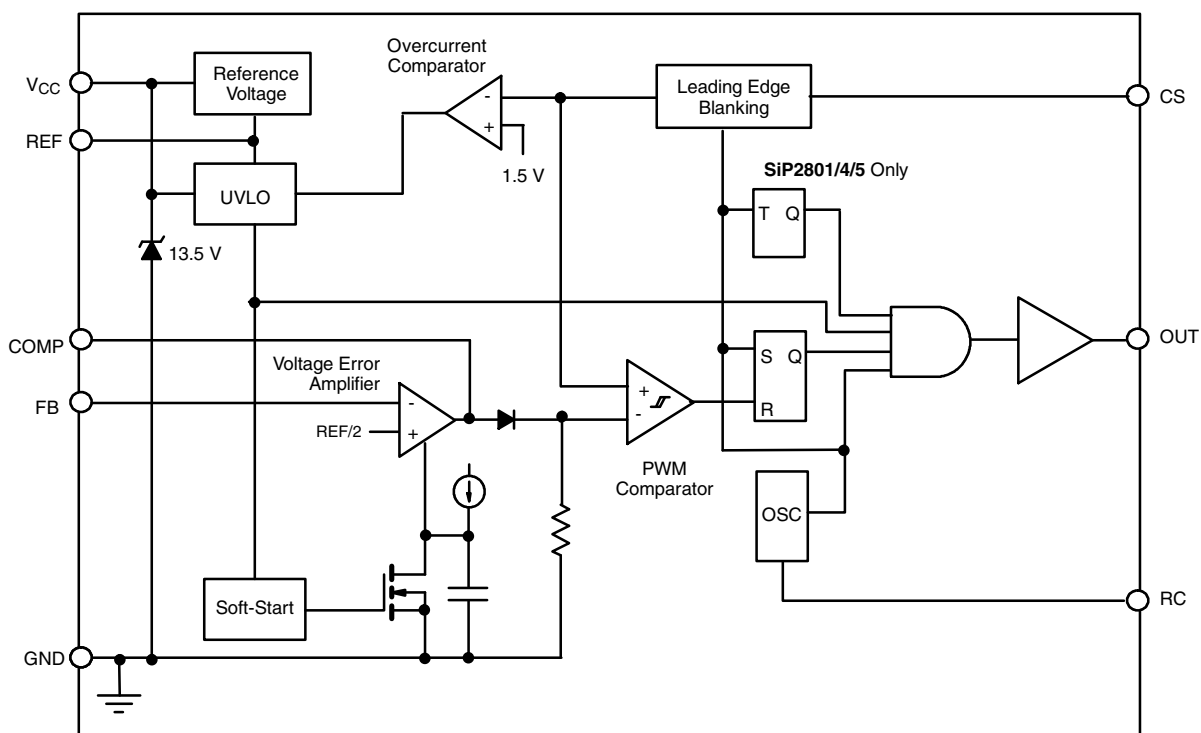 Overcurrent
Comparator
VCC
Reference
Voltage
-
+
Leading Edge
Blanking
CS
REF
1.5 V
SiP2801/4/5 Only
UVLO
T Q
13.5 V
COMP
Voltage Error
Amplifier
S Q
R
OUT
FB
-
+
REF/2
+
-
PWM
Comparator
OSC
Soft-Start
RC
GND